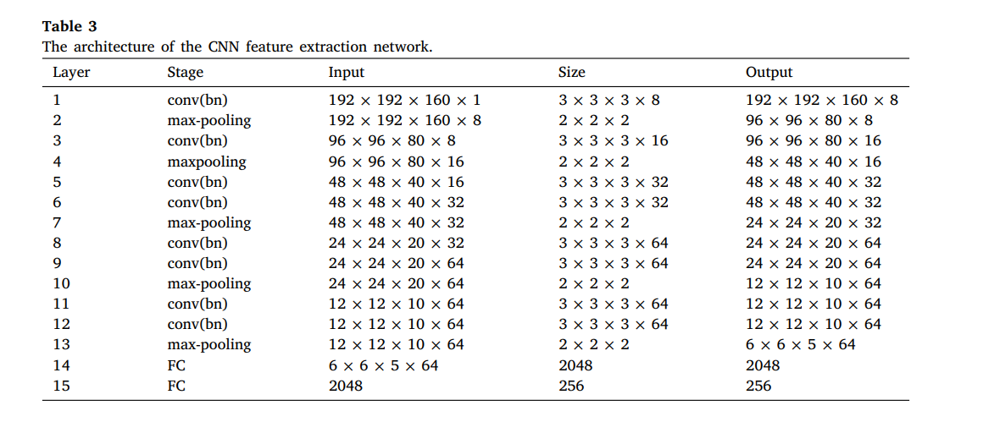 Table 3
The architecture of the CNN feature extraction network.
Layer Stage Input Size Output
1 conv(bn) 192 × 192 × 160 × 1 3 × 3 × 3 × 8 192 × 192 × 160 × 8
2 max-pooling 192 × 192 × 160 × 8 2 × 2 × 2 96 × 96 × 80 × 8
3 conv(bn) 96 × 96 × 80 × 8 3 × 3 × 3 × 16 96 × 96 × 80 × 16
4 maxpooling 96 × 96 × 80 × 16 2 × 2 × 2 48 × 48 × 40 × 16
5 conv(bn) 48 × 48 × 40 × 16 3 × 3 × 3 × 32 48 × 48 × 40 × 32
6 conv(bn) 48 × 48 × 40 × 32 3 × 3 × 3 × 32 48 × 48 × 40 × 32
7 max-pooling 48 × 48 × 40 × 32 2 × 2 × 2 24 × 24 × 20 × 32
8 conv(bn) 24 × 24 × 20 × 32 3 × 3 × 3 × 64 24 × 24 × 20 × 64
9 conv(bn) 24 × 24 × 20 × 64 3 × 3 × 3 × 64 24 × 24 × 20 × 64
10 max-pooling 24 × 24 × 20 × 64 2 × 2 × 2 12 × 12 × 10 × 64
11 conv(bn) 12 × 12 × 10 × 64 3 × 3 × 3 × 64 12 × 12 × 10 × 64
12 conv(bn) 12 × 12 × 10 × 64 3 × 3 × 3 × 64 12 × 12 × 10 × 64
13 max-pooling 12 × 12 × 10 × 64 2 × 2 × 2 6 × 6 × 5 × 64
14 FC 6 × 6 × 5 × 64 2048 2048
15 FC 2048 256 256